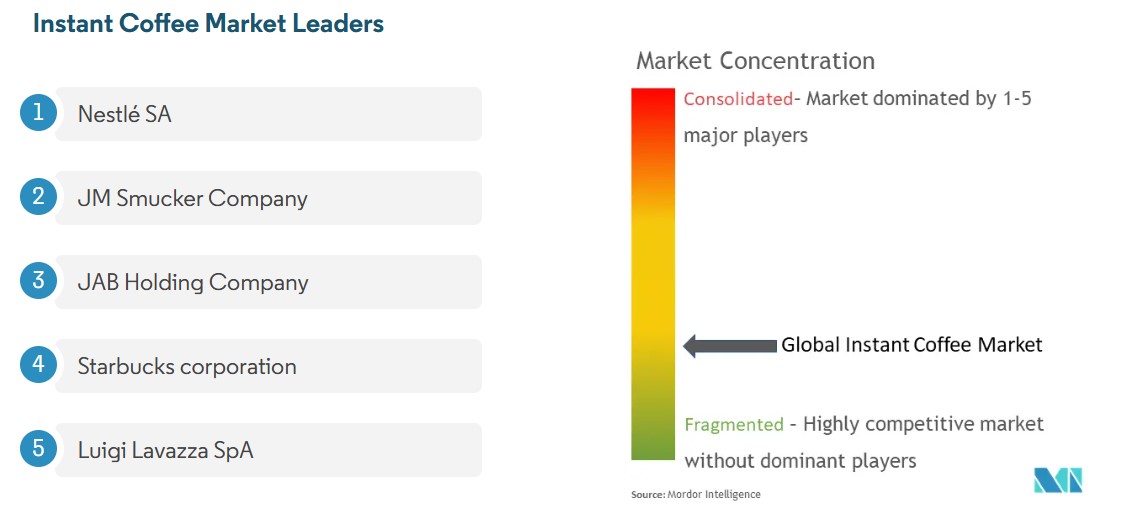 Instant Coffee Market Leaders
1 Nestlé SA
2 JM Smucker Company
3 JAB Holding Company
4 Starbucks corporation
5 Luigi Lavazza SpA
Market Concentration
Consolidated- Market dominated by 1-5
major players
Global Instant Coffee Market
Fragmented - Highly competitive market
without dominant players
Source: Mordor Intelligence